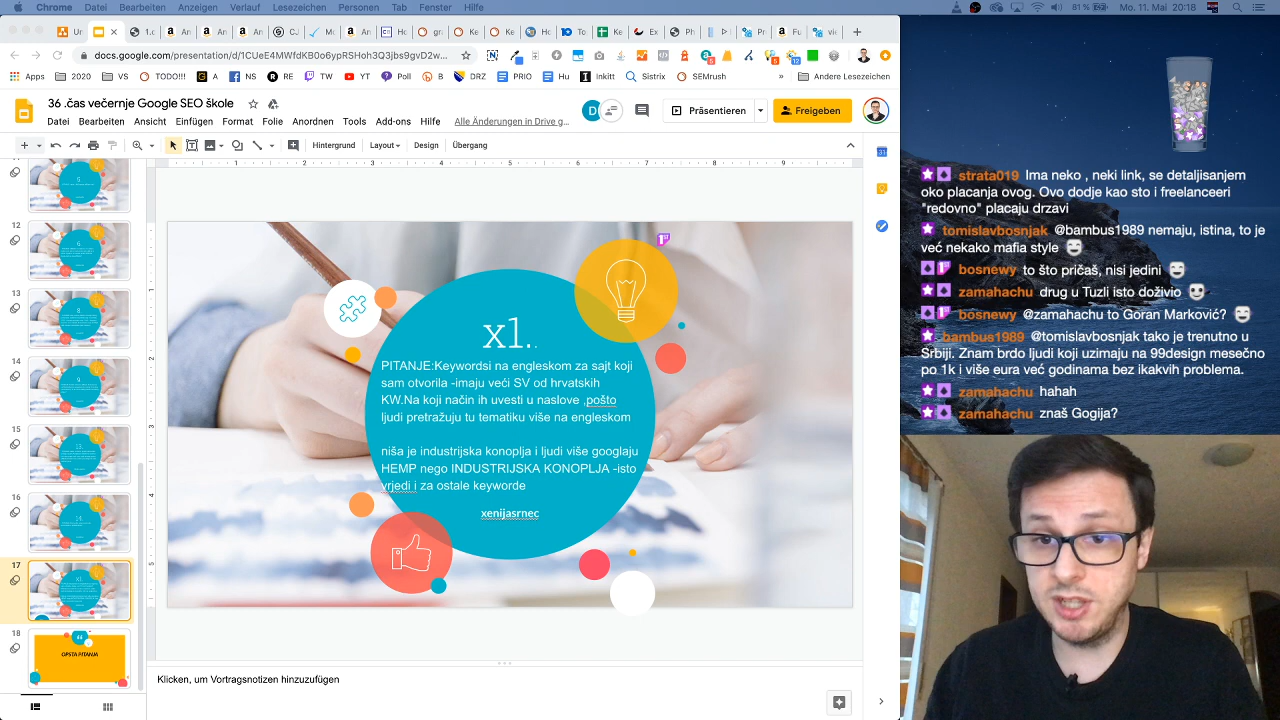 Chrome Datei Bearbeiten Anzeigen Verlauf Lesezeichen Personen Tab Fenster Hilfe
81 % Mo. 11. Mai 20:18
docs.google.com/presentation/d/1CUeE4MWfdKB0o6ypRSHoh3Q3jbs9gvD2w...
Apps 2020 VS TODO!!! A NS RE TW Poll B DRZ PRIO Hu Inkitt Sistrix SEMrush » Andere Lesezeichen
36 .čas večernje Google SEO škole
Datei Bearbeiten Ansicht Einfügen Format Folie Anordnen Tools Add-ons Hilfe Alle Änderungen in Drive g...
D
Präsentieren
Freigeben
Hintergrund Layout Design Übergang
12
13
14
15
16
17
18
OPSTA PITANJA
x1..
PITANJE:Keywordsi na engleskom za sajt koji
sam otvorila -imaju veći SV od hrvatskih
KW.Na koji način ih uvesti u naslove ,pošto
ljudi pretražuju tu tematiku više na engleskom
niša je industrijska konoplja i ljudi više googlaju
HEMP nego INDUSTRIJSKA KONOPLJA -isto
vrjedi i za ostale keyworde
xenijasrnec
Klicken, um Vortragsnotizen hinzuzufügen
strata019 Ima neko , neki link, se detaljisanjem
oko placanja ovog. Ovo dodje kao sto i freelanceeri
"redovno" placaju drzavi
tomislavbosnjak @bambus1989 nemaju, istina, to je
već nekako mafia style
bosnewy to što pričaš, nisi jedini
zamahachu drug u Tuzli isto doživio
bosnewy @zamahachu to Goran Marković?
bambus1989 @tomislavbosnjak tako je trenutno u
Srbiji. Znam brdo ljudi koji uzimaju na 99design mesečno
po 1k i više eura već godinama bez ikakvih problema.
zamahachu hahah
zamahachu znaš Gogija?